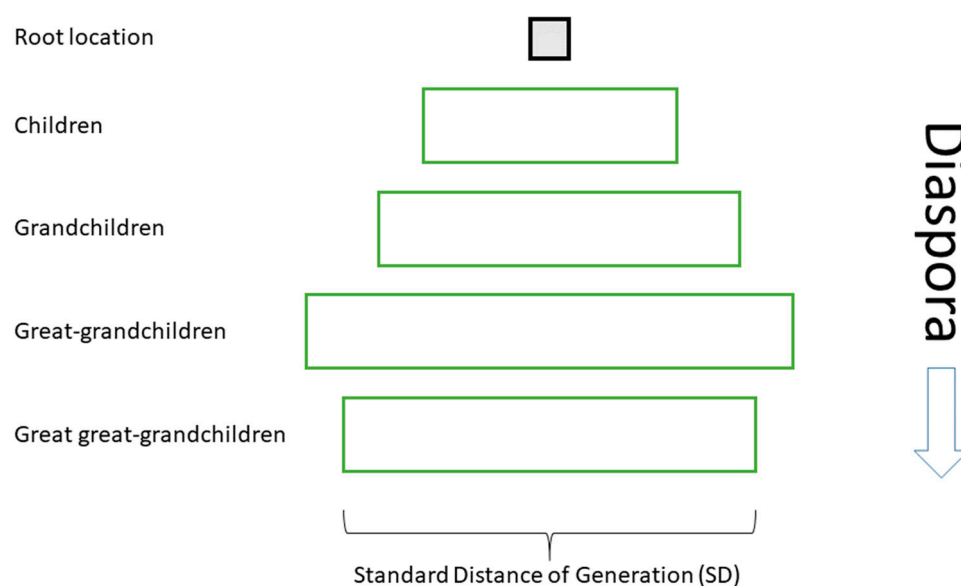 Root location
Children
Grandchildren
Great-grandchildren
Great great-grandchildren
Standard Distance of Generation (SD)
Diaspora